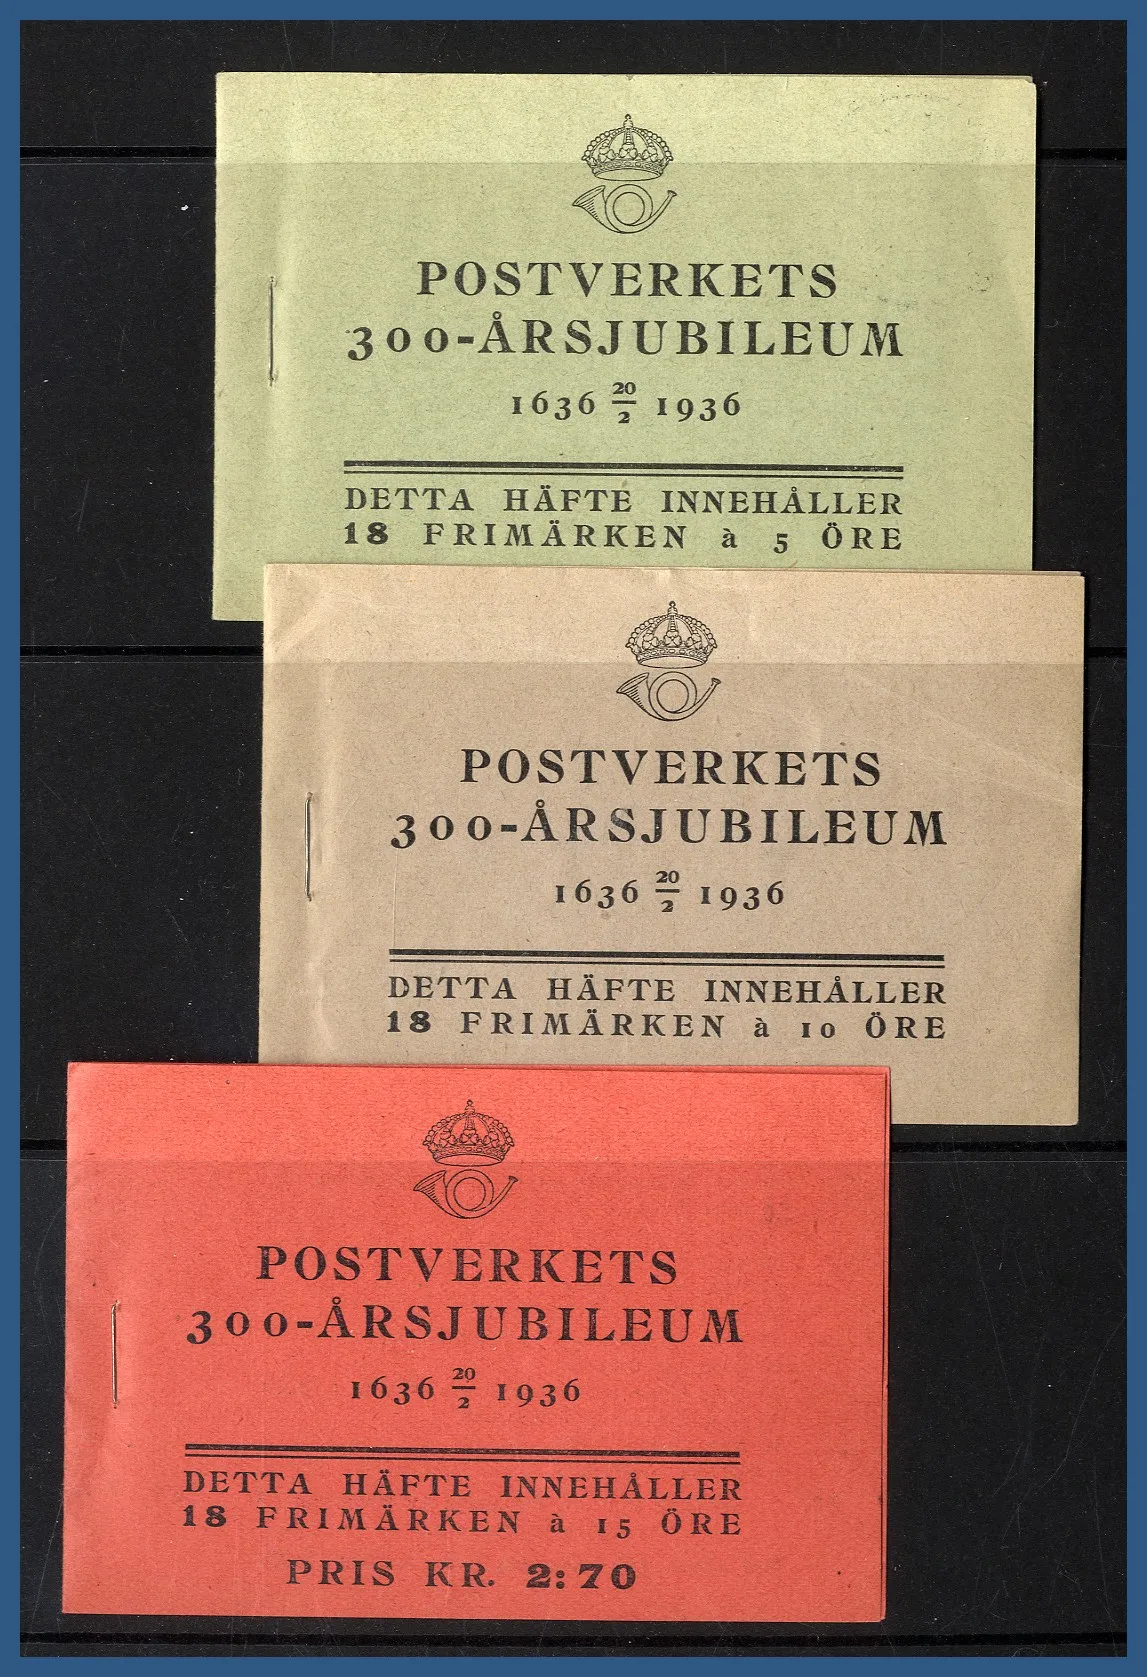 POSTVERKETS
300-ÅRSJUBILEUM
1636 20/2 1936
DETTA HÄFTE INNEHÅLLER
18 FRIMÄRKEN à 5 ÖRE
POSTVERKETS
300-ÅRSJUBILEUM
1636 20/2 1936
DETTA HÄFTE INNEHÅLLER
18 FRIMÄRKEN à 10 ÖRE
POSTVERKETS
300-ÅRSJUBILEUM
1636 20/2 1936
DETTA HÄFTE INNEHÅLLER
18 FRIMÄRKEN à 15 ÖRE
PRIS KR. 2:70